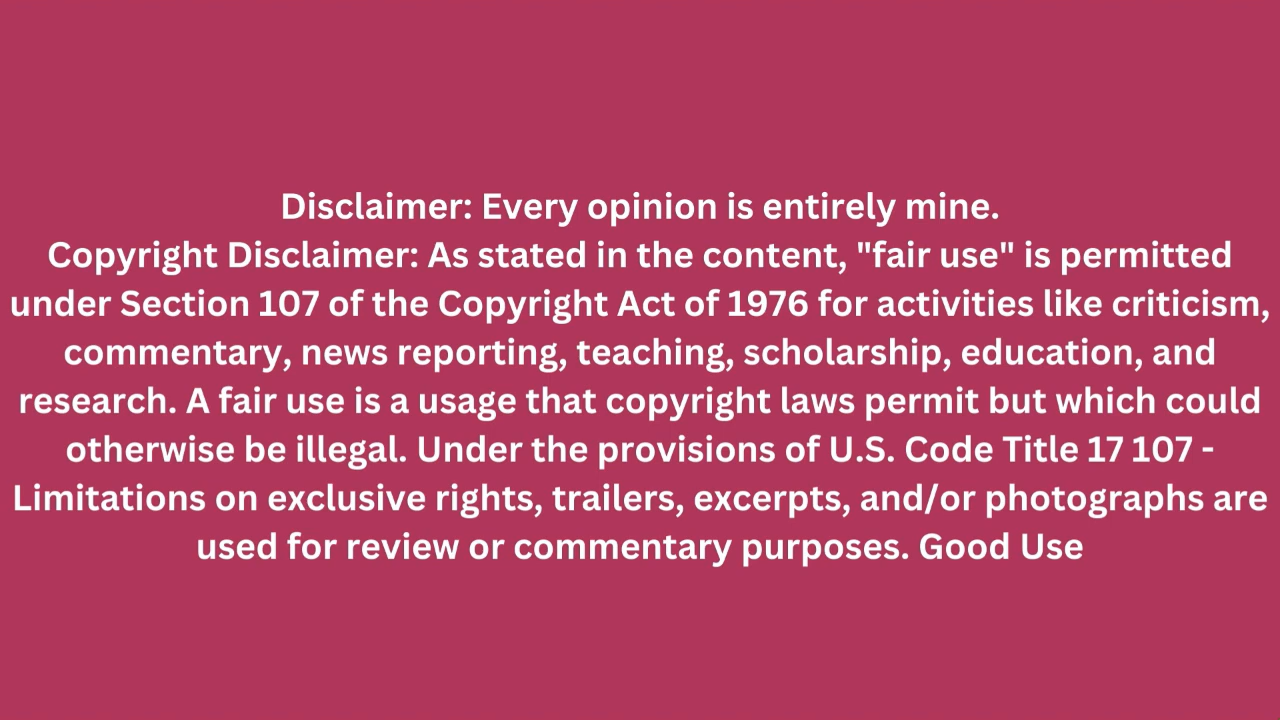 Disclaimer: Every opinion is entirely mine.
Copyright Disclaimer: As stated in the content, "fair use" is permitted
under Section 107 of the Copyright Act of 1976 for activities like criticism,
commentary, news reporting, teaching, scholarship, education, and
research. A fair use is a usage that copyright laws permit but which could
otherwise be illegal. Under the provisions of U.S. Code Title 17 107 -
Limitations on exclusive rights, trailers, excerpts, and/or photographs are
used for review or commentary purposes. Good Use